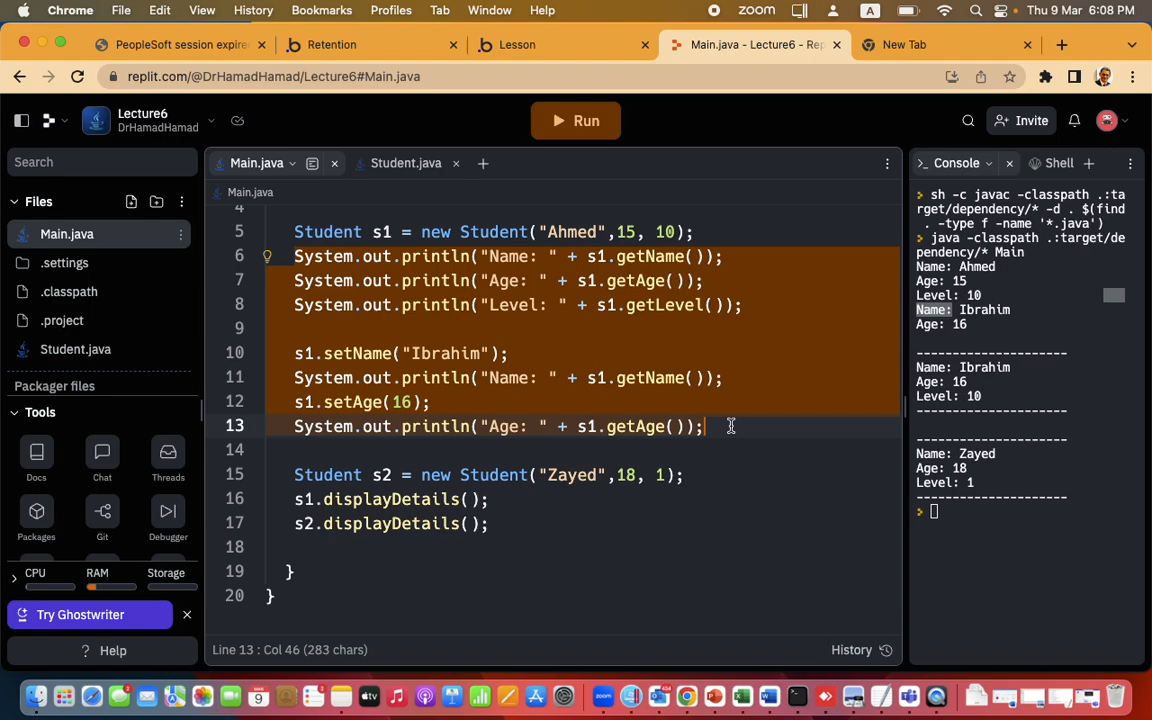 Chrome File Edit View History Bookmarks Profiles Tab Window Help zoom A Thu 9 Mar 6:08 PM
PeopleSoft session expire Retention Lesson Main.java - Lecture6 - Rep New Tab
replit.com/@DrHamadHamad/Lecture6#Main.java
Lecture6
DrHamadHamad
Run
Invite
Search
Files
Main.java
.settings
.classpath
.project
Student.java
Packager files
Tools
Docs Chat Threads
Packages Git Debugger
CPU RAM Storage
Try Ghostwriter
? Help
Main.java Student.java
Main.java
4
5 Student s1 = new Student("Ahmed",15, 10);
6 System.out.println("Name: " + s1.getName());
7 System.out.println("Age: " + s1.getAge());
8 System.out.println("Level: " + s1.getLevel());
9
10 s1.setName("Ibrahim");
11 System.out.println("Name: " + s1.getName());
12 s1.setAge(16);
13 System.out.println("Age: " + s1.getAge());
14
15 Student s2 = new Student("Zayed",18, 1);
16 s1.displayDetails();
17 s2.displayDetails();
18
19 }
20 }
Line 13 : Col 46 (283 chars)
History
Console Shell
sh -c javac -classpath .:ta
rget/dependency/* -d . $(find
. -type f -name '*.java')
java -classpath .:target/de
pendency/* Main
Name: Ahmed
Age: 15
Level: 10
Name: Ibrahim
Age: 16
---------------------
Name: Ibrahim
Age: 16
Level: 10
---------------------
---------------------
Name: Zayed
Age: 18
Level: 1
---------------------